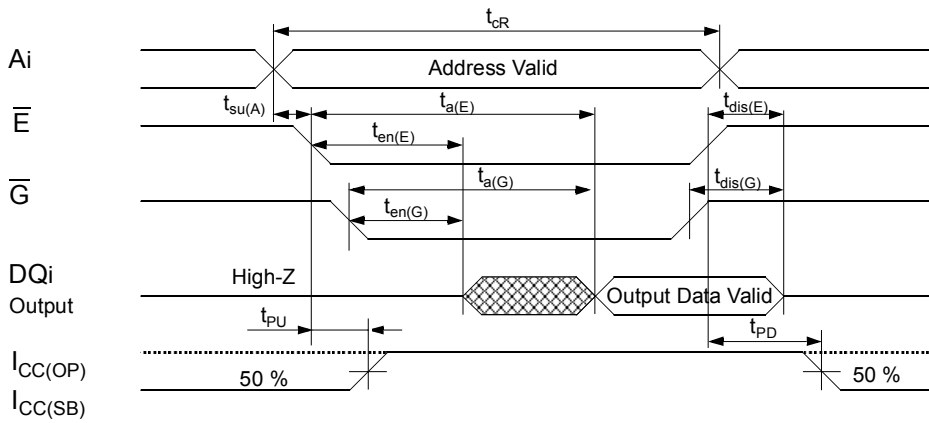 tcR
Ai
Address Valid
tsu(A)
ta(E)
tdis(E)
E
ten(E)
ta(G)
tdis(G)
G
ten(G)
DQi
Output
High-Z
Output Data Valid
tPU
tPD
ICC(OP)
50 %
50 %
ICC(SB)